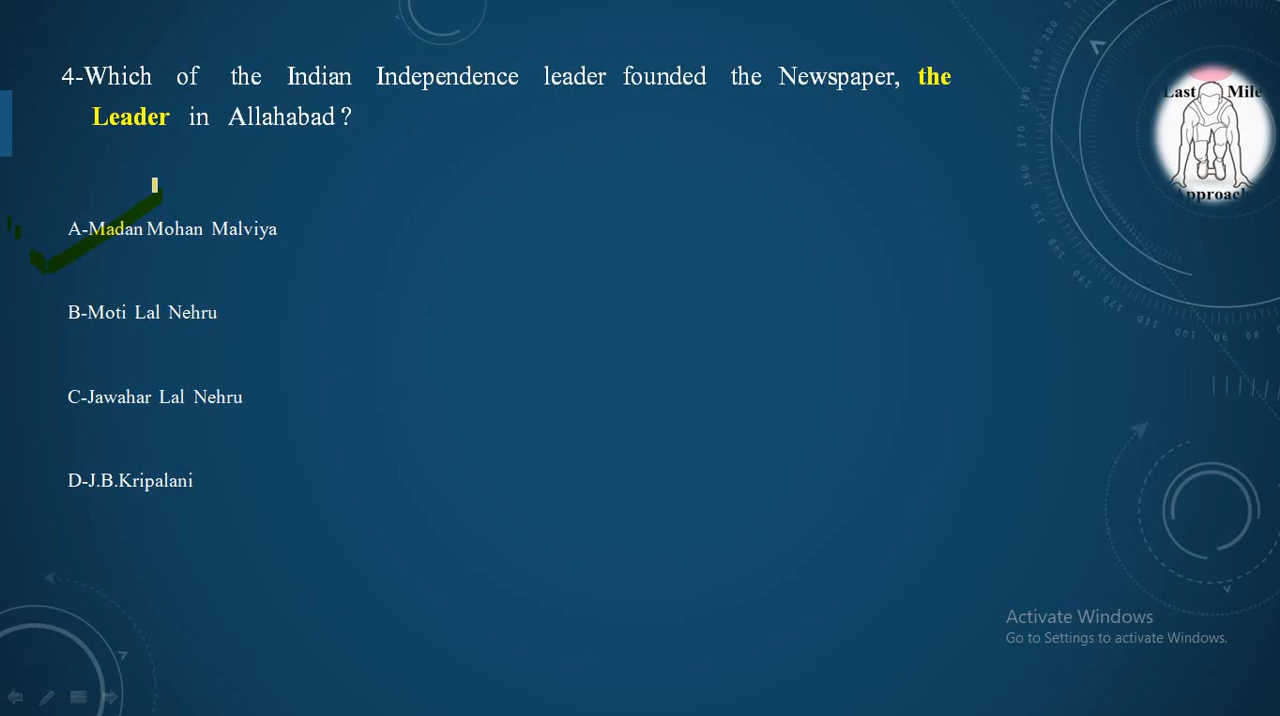 4-Which of the Indian Independence leader founded the Newspaper, the
Leader in Allahabad ?
Last Mile
Approach
A-Madan Mohan Malviya
B-Moti Lal Nehru
C-Jawahar Lal Nehru
D-J.B.Kripalani
Activate Windows
Go to Settings to activate Windows.